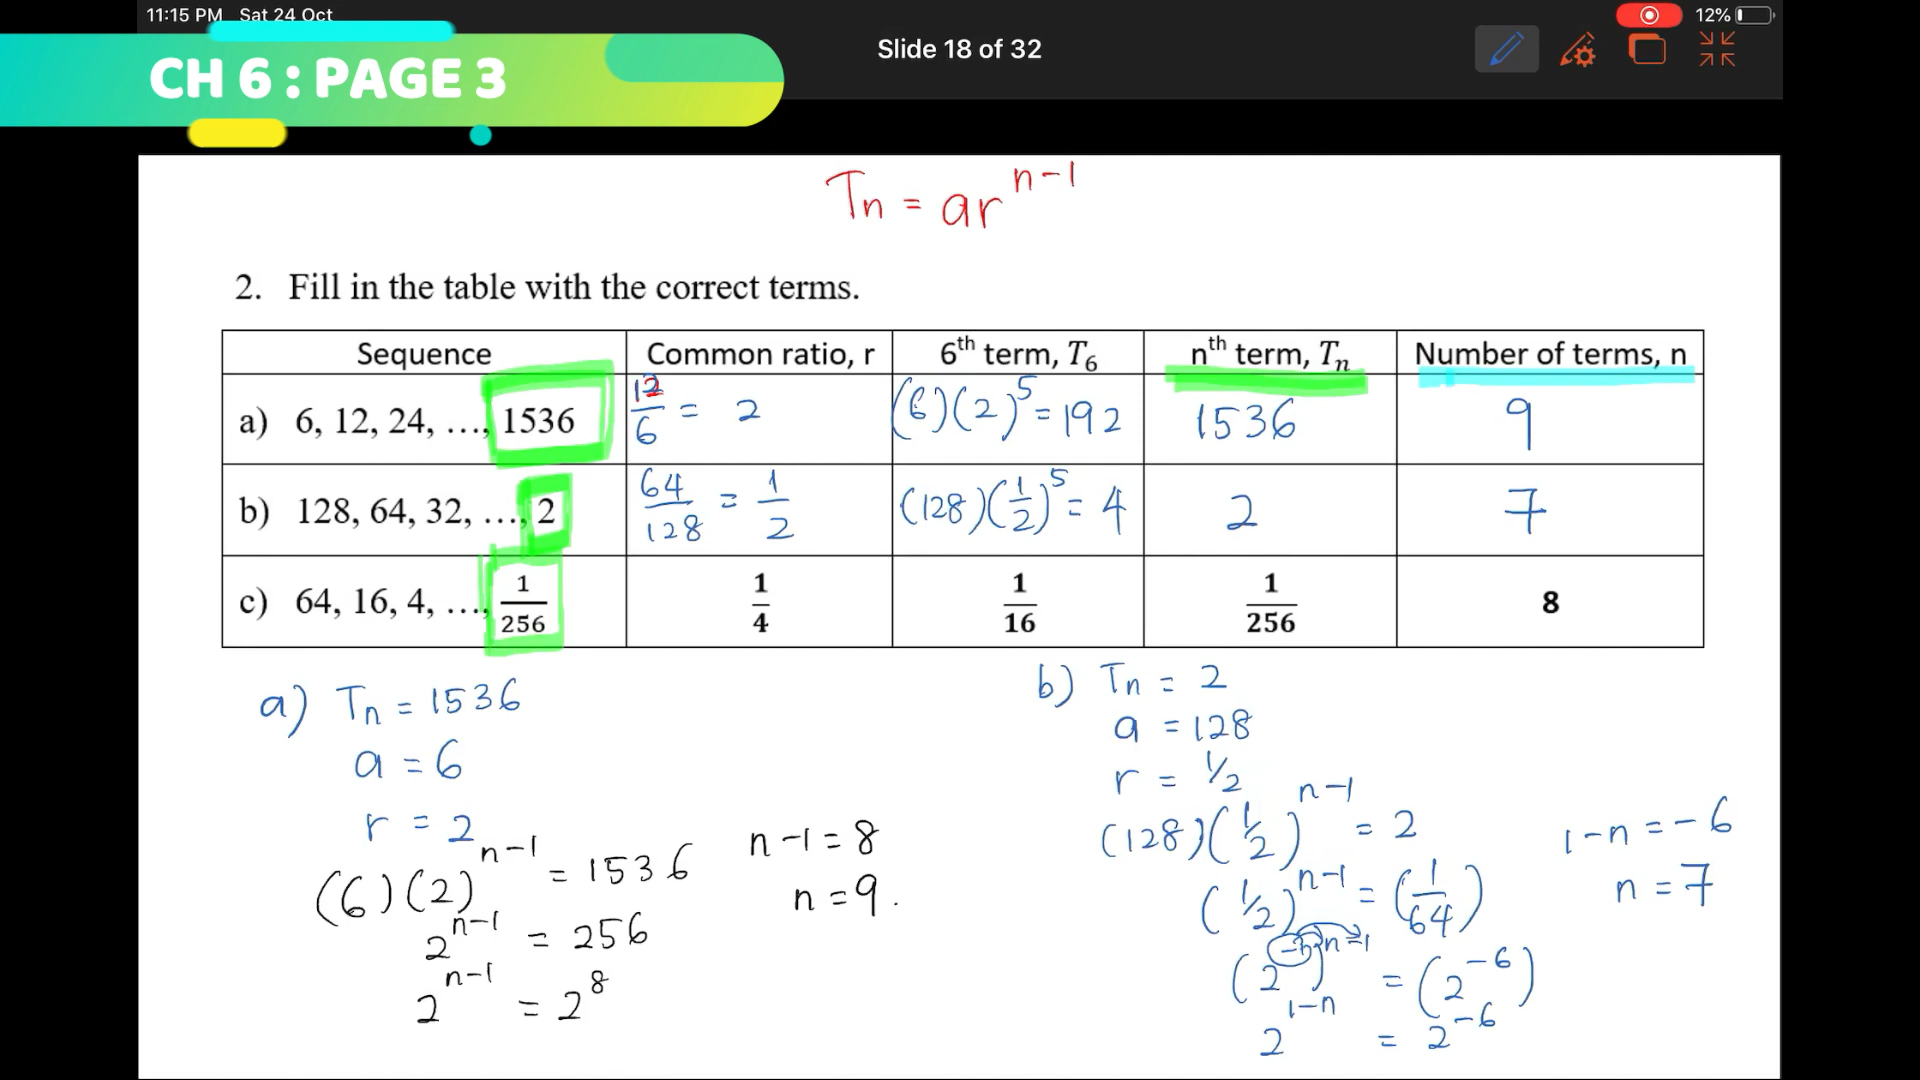 11:15 PM Sat 24 Oct
12%
CH 6 : PAGE 3
Slide 18 of 32
Tn = ar^(n-1)
2. Fill in the table with the correct terms.
Sequence | Common ratio, r | 6th term, T6 | nth term, Tn | Number of terms, n
a) 6, 12, 24, …, 1536 | 12/6 = 2 | (6)(2)^5 = 192 | 1536 | 9
b) 128, 64, 32, …, 2 | 64/128 = 1/2 | (128)(1/2)^5 = 4 | 2 | 7
c) 64, 16, 4, …, 1/256 | 1/4 | 1/16 | 1/256 | 8
a) Tn = 1536
a = 6
r = 2
(6)(2)^(n-1) = 1536
2^(n-1) = 256
2^(n-1) = 2^8
n-1 = 8
n = 9.
b) Tn = 2
a = 128
r = 1/2
(128)(1/2)^(n-1) = 2
(1/2)^(n-1) = (1/64)
(2^-1)^(n-1) = (2^-6)
2^(1-n) = 2^-6
1-n = -6
n = 7